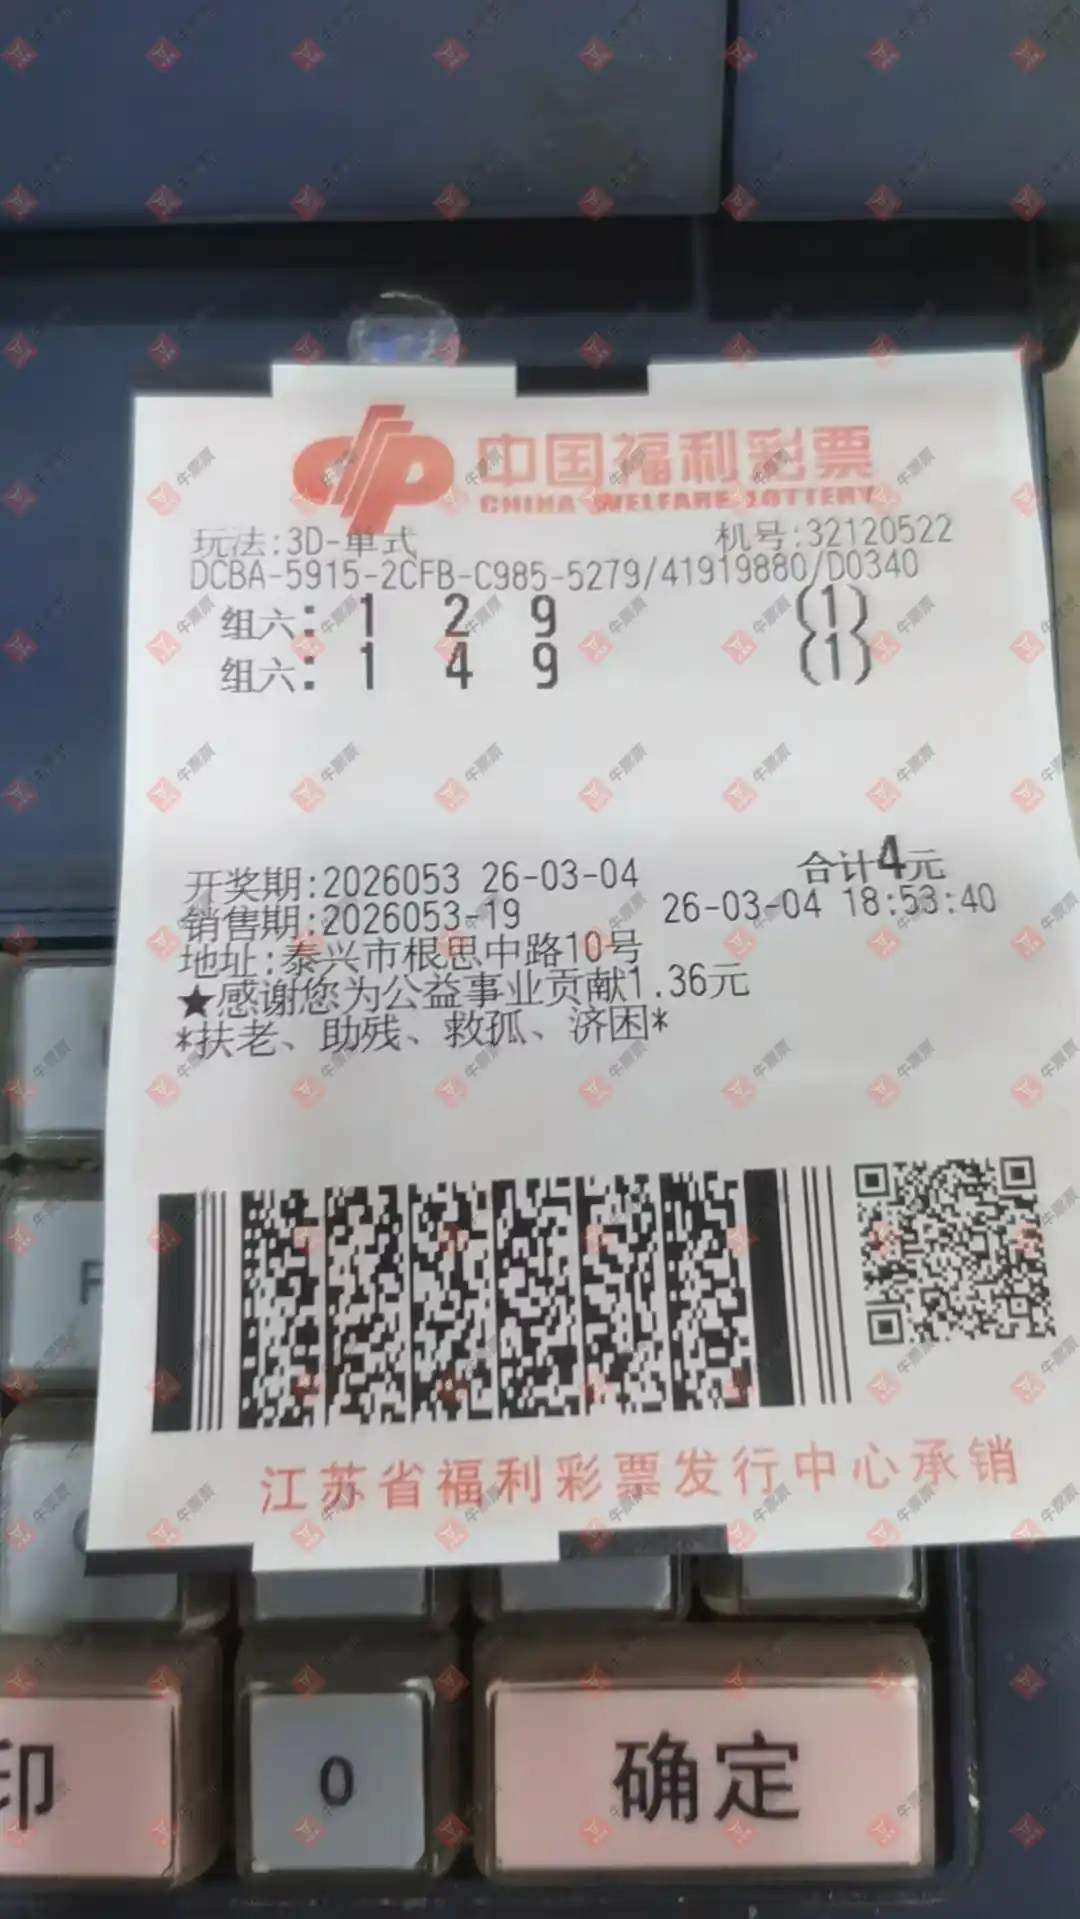 中国福利彩票
CHINA WELFARE LOTTERY
玩法:3D-单式 机号:32120522
DCBA-5915-2CFB-C985-5279/41919880/D0340
组六: 1 2 9 (1)
组六: 1 4 9 (1)
开奖期:2026053 26-03-04 合计4元
销售期:2026053-19 26-03-04 18:53:40
地址:泰兴市根思中路10号
★感谢您为公益事业贡献1.36元
*扶老、助残、救孤、济困*
江苏省福利彩票发行中心承销
印 0 确定
牛票票